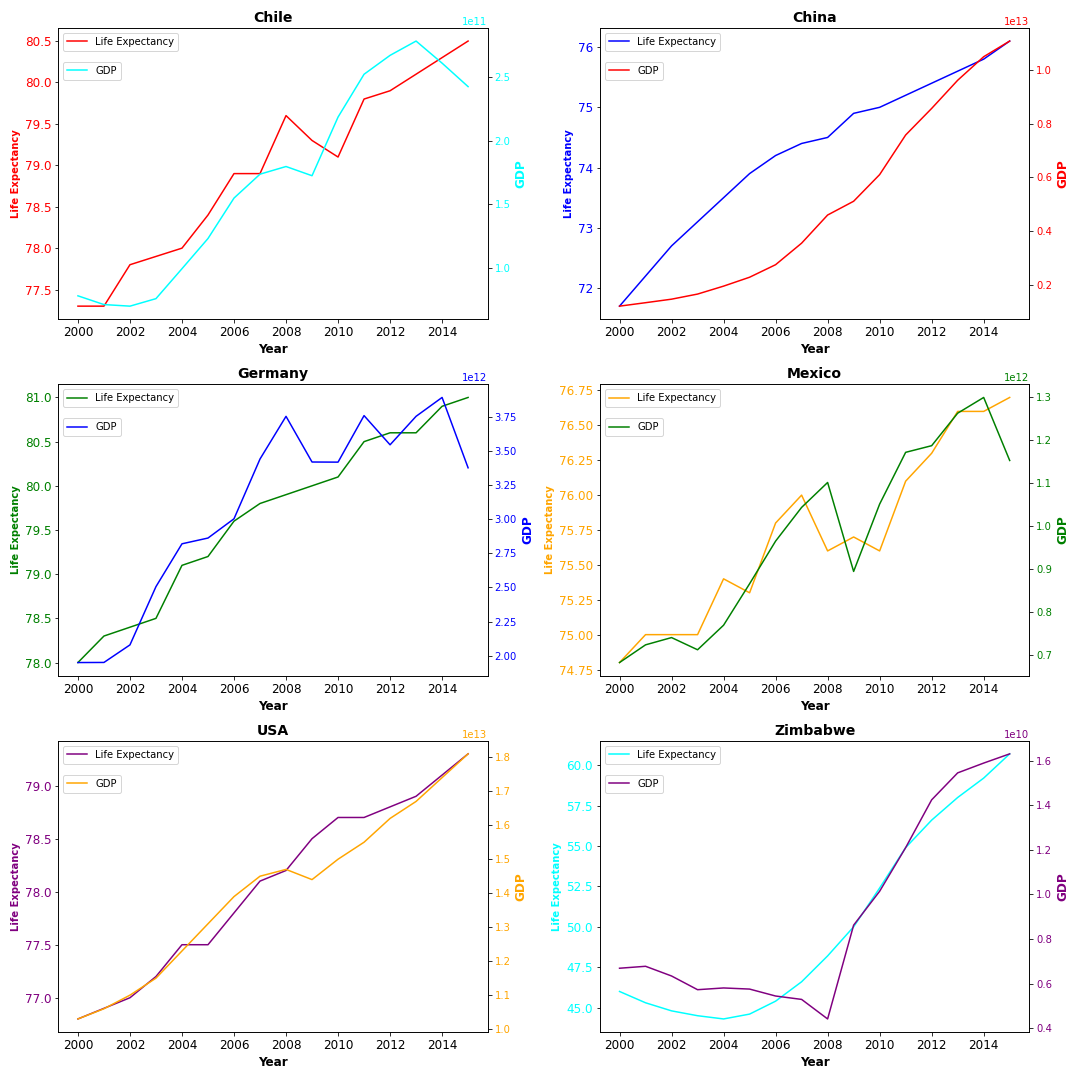 Chile
1e11
Life Expectancy
GDP
80.5
80.0
79.5
79.0
78.5
78.0
77.5
Life Expectancy
2.5
2.0
1.5
1.0
GDP
2000 2002 2004 2006 2008 2010 2012 2014
Year
China
1e13
Life Expectancy
GDP
76
75
74
73
72
Life Expectancy
1.0
0.8
0.6
0.4
0.2
GDP
2000 2002 2004 2006 2008 2010 2012 2014
Year
Germany
1e12
Life Expectancy
GDP
81.0
80.5
80.0
79.5
79.0
78.5
78.0
Life Expectancy
3.75
3.50
3.25
3.00
2.75
2.50
2.25
2.00
GDP
2000 2002 2004 2006 2008 2010 2012 2014
Year
Mexico
1e12
Life Expectancy
GDP
76.75
76.50
76.25
76.00
75.75
75.50
75.25
75.00
74.75
Life Expectancy
1.3
1.2
1.1
1.0
0.9
0.8
0.7
GDP
2000 2002 2004 2006 2008 2010 2012 2014
Year
USA
1e13
Life Expectancy
GDP
79.0
78.5
78.0
77.5
77.0
Life Expectancy
1.8
1.7
1.6
1.5
1.4
1.3
1.2
1.1
1.0
GDP
2000 2002 2004 2006 2008 2010 2012 2014
Year
Zimbabwe
1e10
Life Expectancy
GDP
60.0
57.5
55.0
52.5
50.0
47.5
45.0
Life Expectancy
1.6
1.4
1.2
1.0
0.8
0.6
0.4
GDP
2000 2002 2004 2006 2008 2010 2012 2014
Year